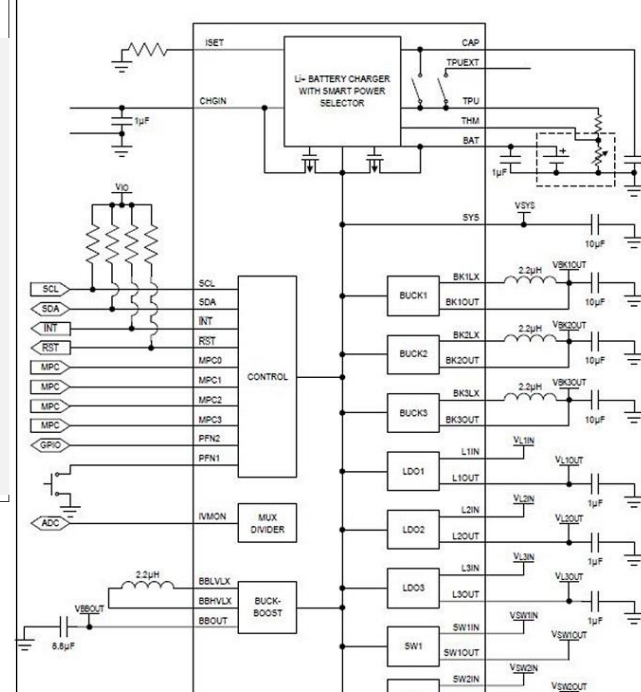 ISET
CAP
TPUEXT
Li+ BATTERY CHARGER
WITH SMART POWER
SELECTOR
CHGIN
TPU
1µF
THM
BAT
+
1µF
VIO
VSYS
SYS
10µF
SCL
SCL
SDA
SDA
INT
INT
RST
RST
MPC
MPC0
MPC
MPC1
MPC
MPC2
MPC
MPC3
GPIO
PFN2
PFN1
CONTROL
BUCK1
BK1LX
2.2µH
VBK1OUT
BK1OUT
10µF
BUCK2
BK2LX
2.2µH
VBK2OUT
BK2OUT
10µF
BUCK3
BK3LX
2.2µH
VBK3OUT
BK3OUT
10µF
LDO1
L1IN
VL1IN
L1OUT
VL1OUT
1µF
ADC
IVMON
MUX
DIVIDER
LDO2
L2IN
VL2IN
L2OUT
VL2OUT
1µF
LDO3
L3IN
VL3IN
L3OUT
VL3OUT
1µF
2.2µH
BBLVLX
BBHVLX
BBOUT
BUCK-
BOOST
VBBOUT
6.8µF
SW1
SW1IN
VSW1IN
SW1OUT
VSW1OUT
SW2IN
VSW2IN
VSW2OUT